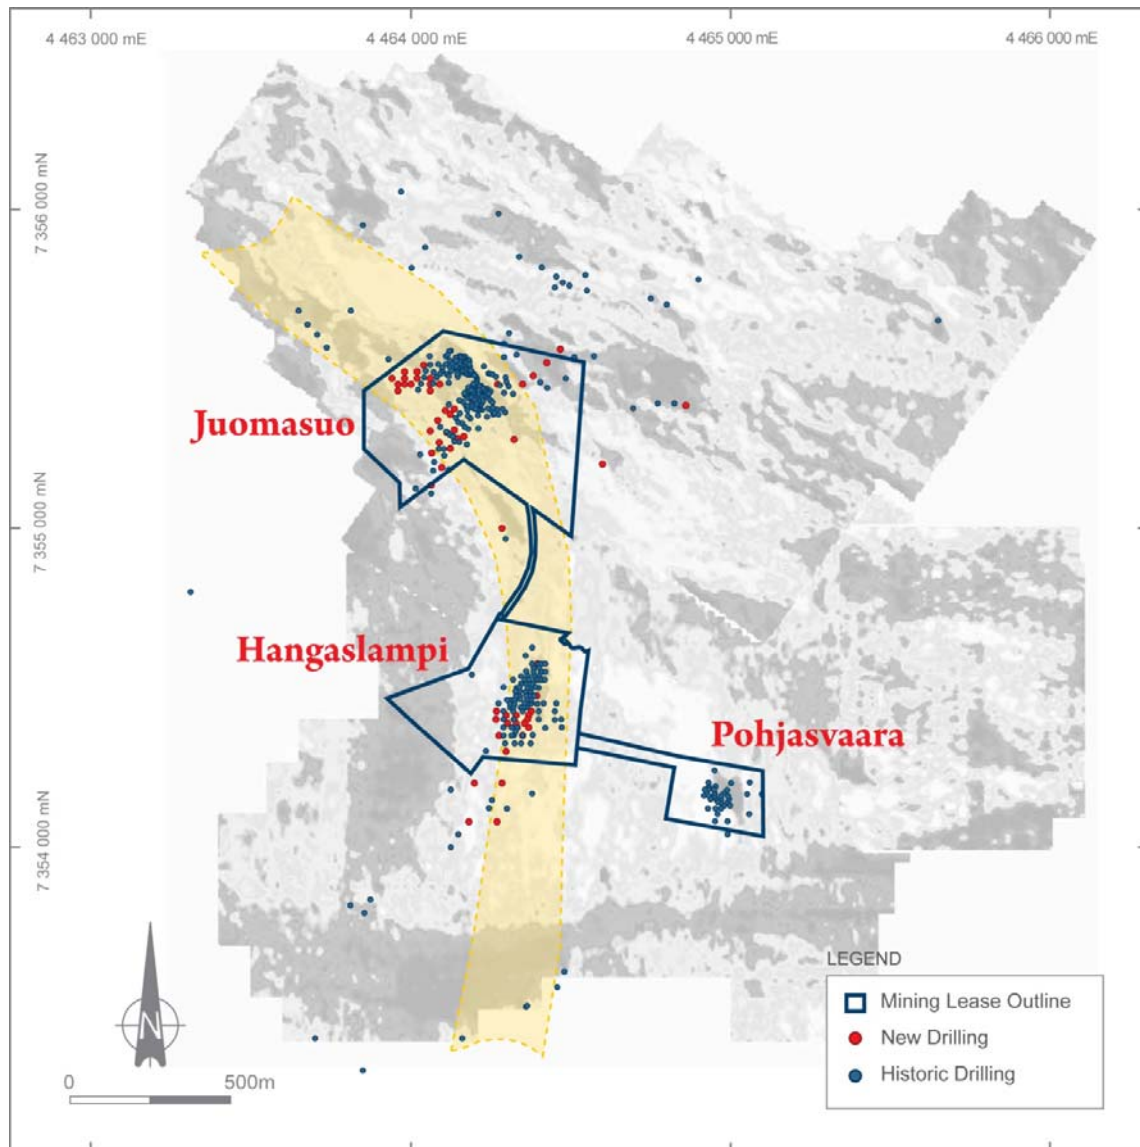 4 463 000 mE
4 464 000 mE
4 465 000 mE
4 466 000 mE
7 356 000 mN
Juomasuo
7 355 000 mN
Hangaslampi
Pohjasvaara
7 354 000 mN
LEGEND
Mining Lease Outline
New Drilling
Historic Drilling
N
0
500m